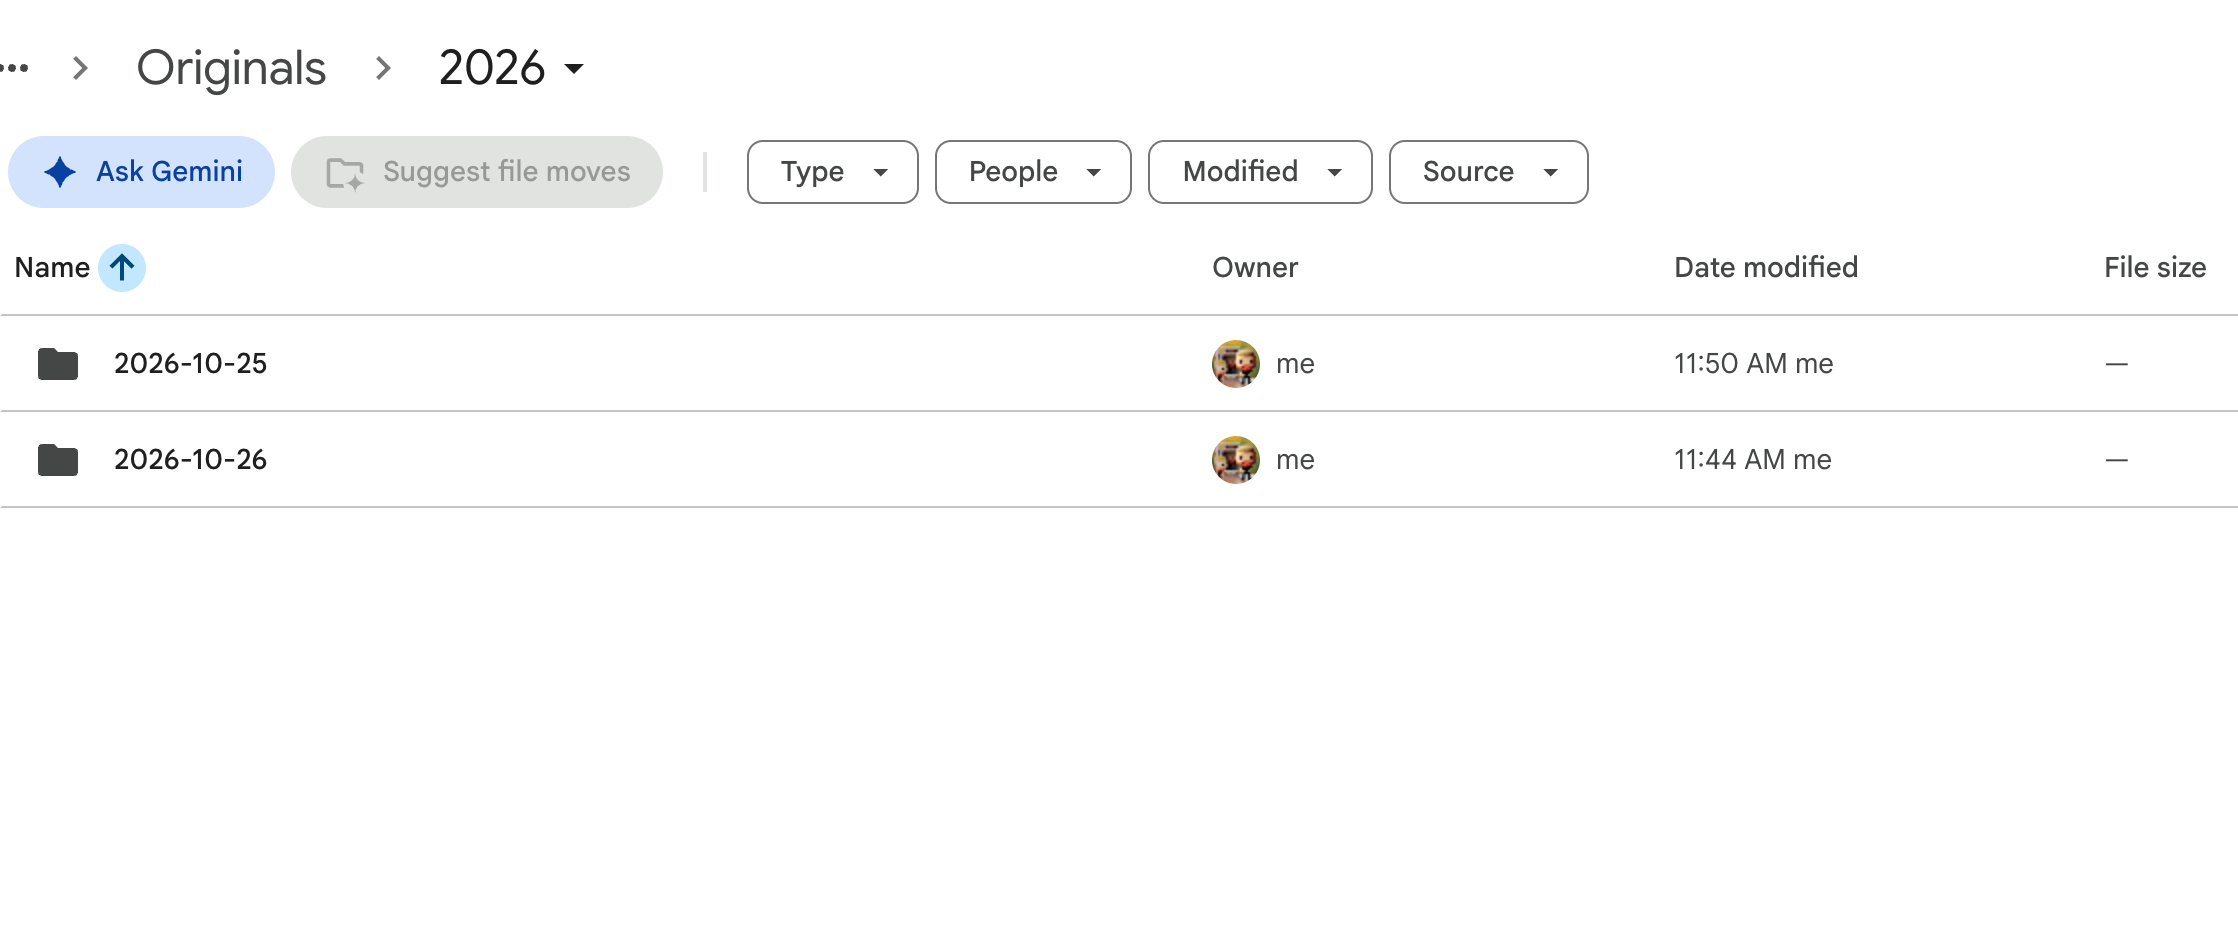 ... > Originals > 2026
Ask Gemini Suggest file moves Type People Modified Source
Name Owner Date modified File size
2026-10-25 me 11:50 AM me —
2026-10-26 me 11:44 AM me —